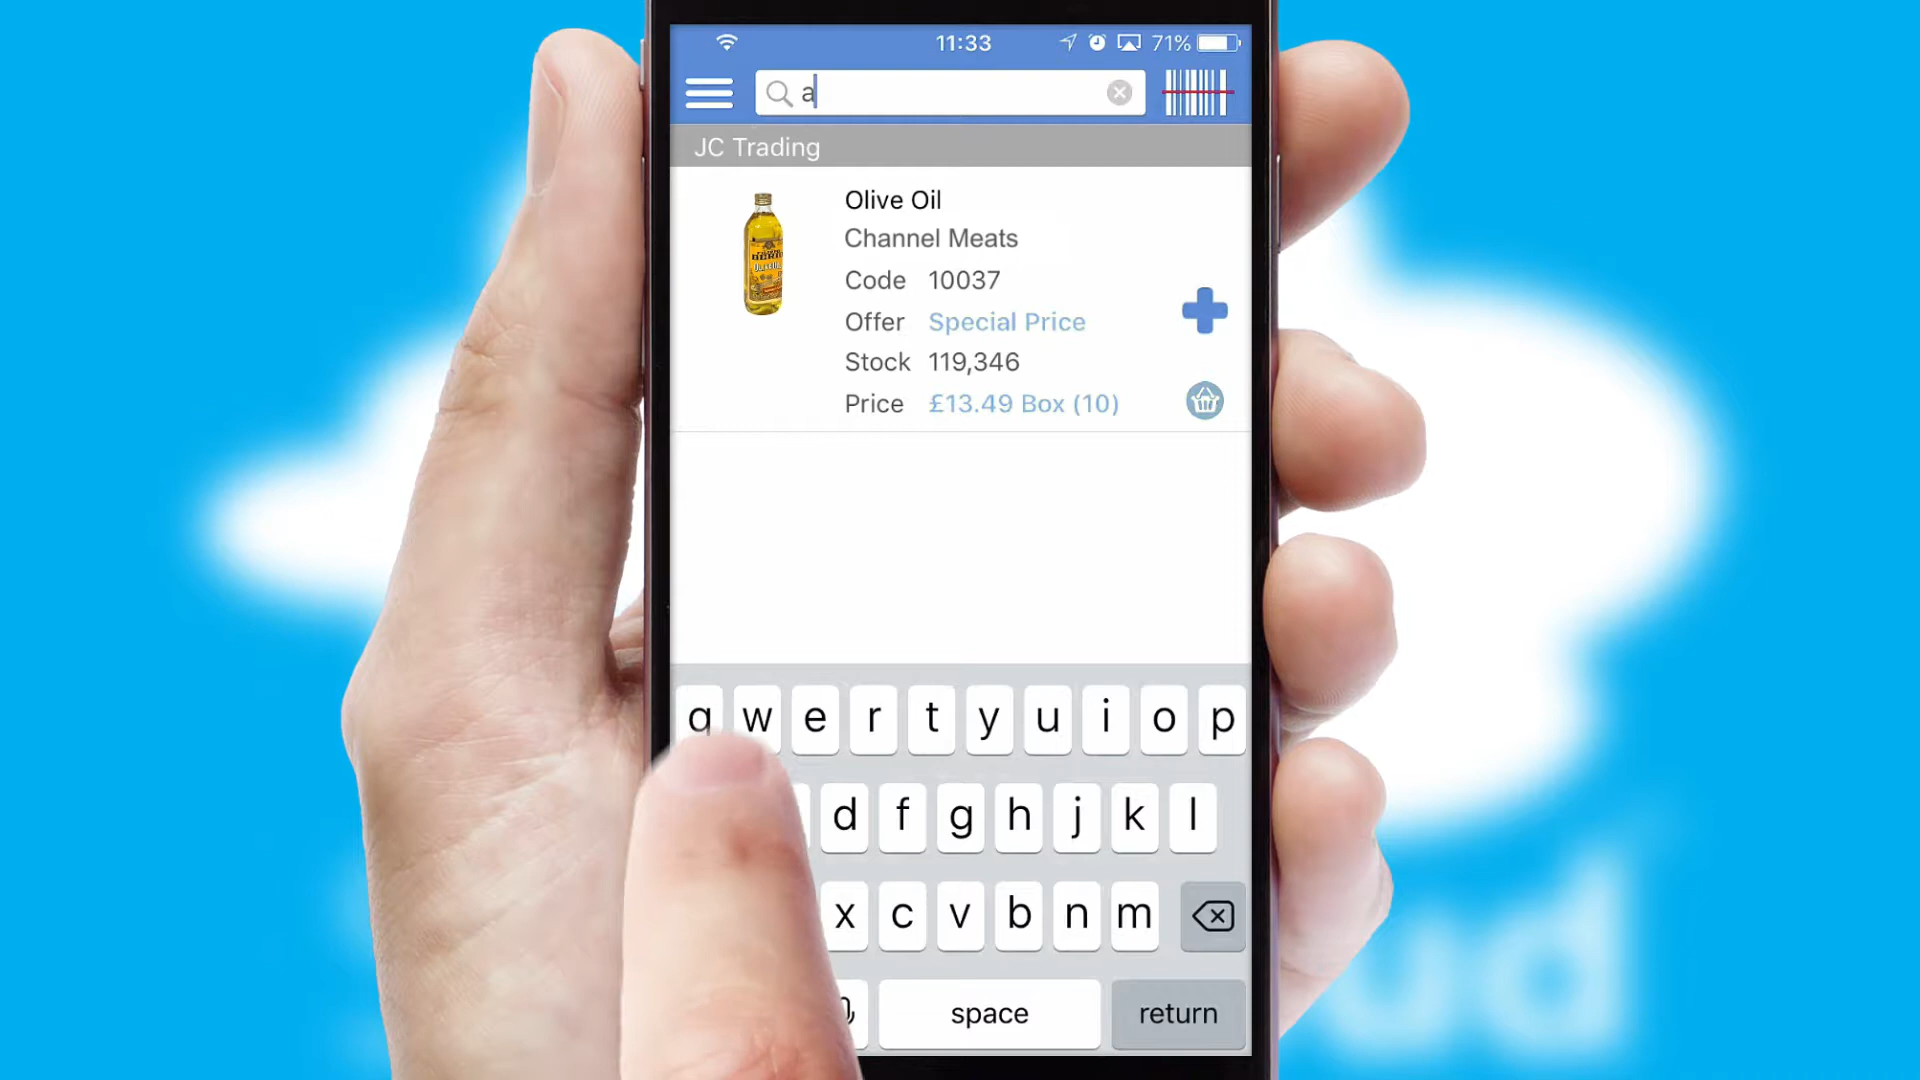 11:33 71%
a
JC Trading
Olive Oil
Channel Meats
Code 10037
Offer Special Price
Stock 119,346
Price £13.49 Box (10)
q w e r t y u i o p
d f g h j k l
x c v b n m
space return
ud